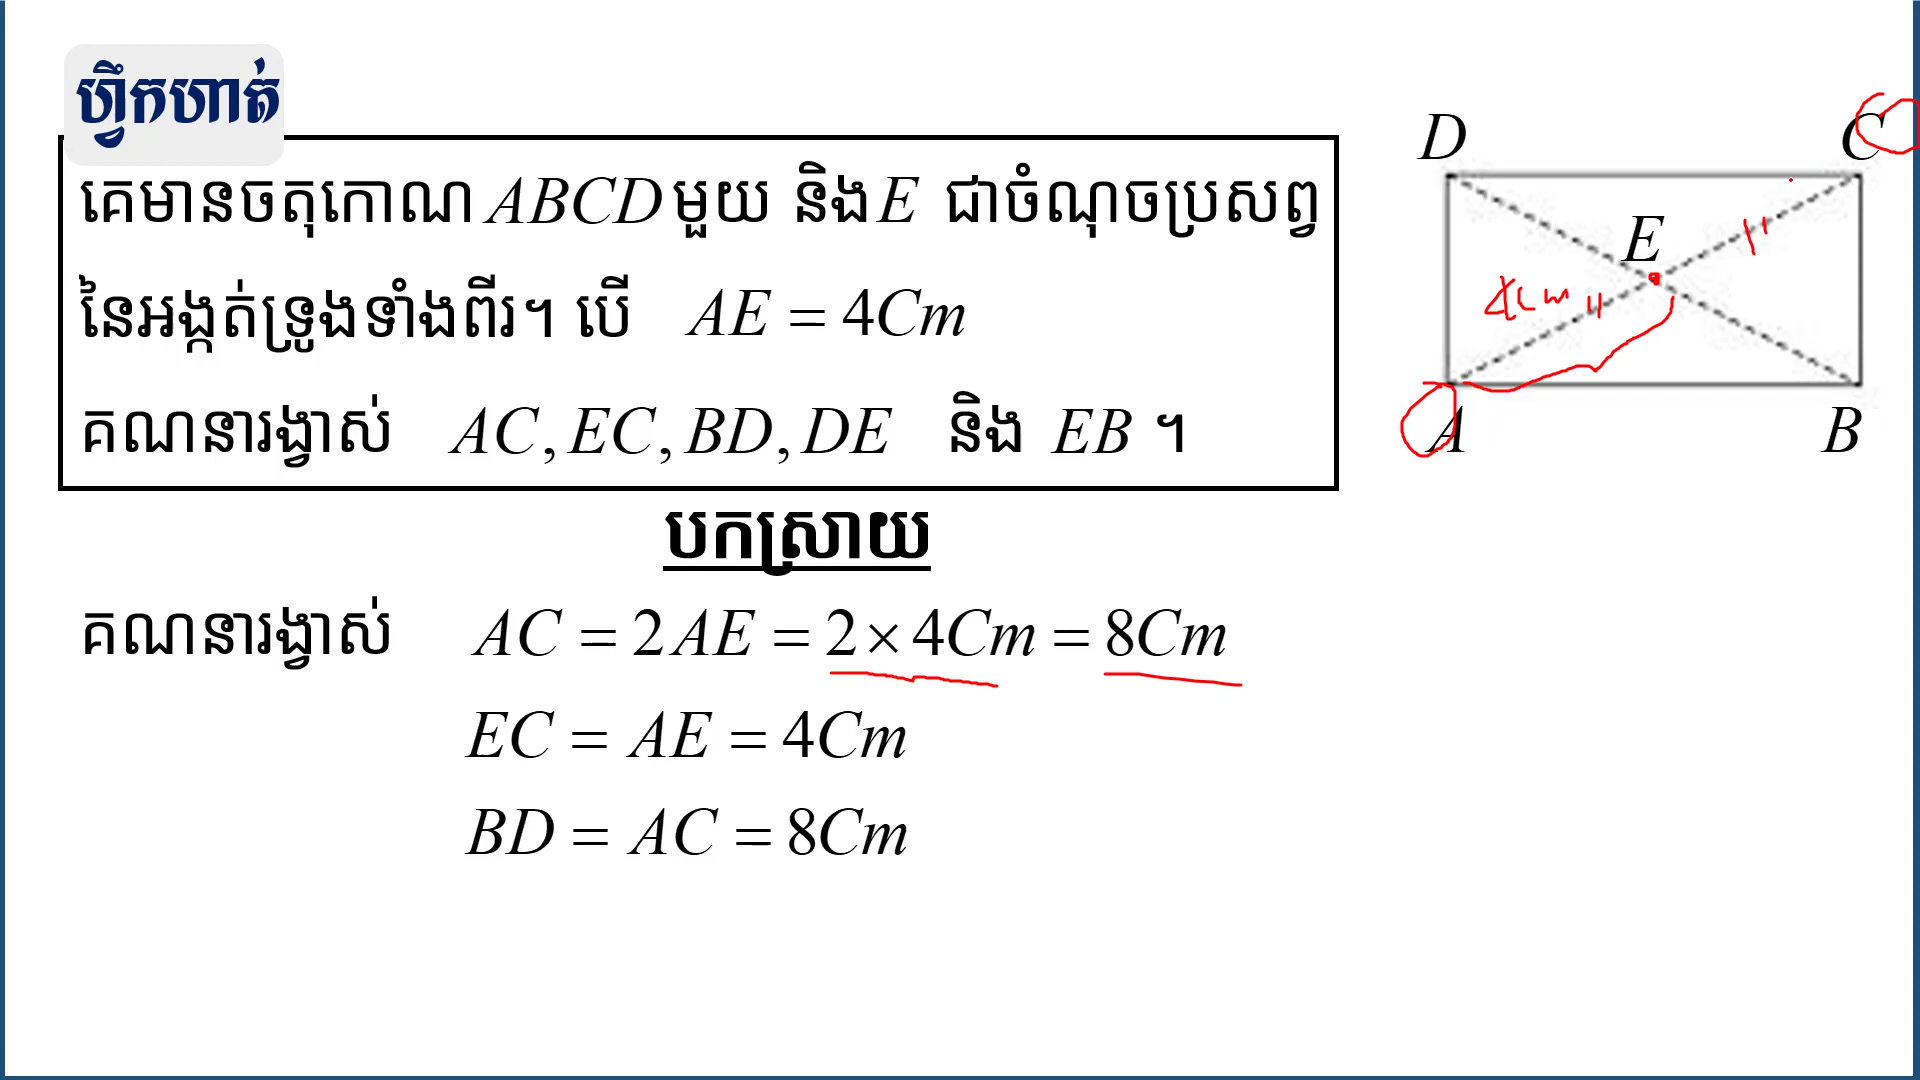 ហ្វឹកហាត់
គេមានចតុកោណ ABCD មួយ និង E ជាចំណុចប្រសព្វ
នៃអង្កត់ទ្រូងទាំងពីរ។ បើ AE = 4Cm
គណនារង្វាស់ AC, EC, BD, DE និង EB ។
D
C
E
4cm
A
B
បកស្រាយ
គណនារង្វាស់ AC = 2AE = 2 × 4Cm = 8Cm
EC = AE = 4Cm
BD = AC = 8Cm